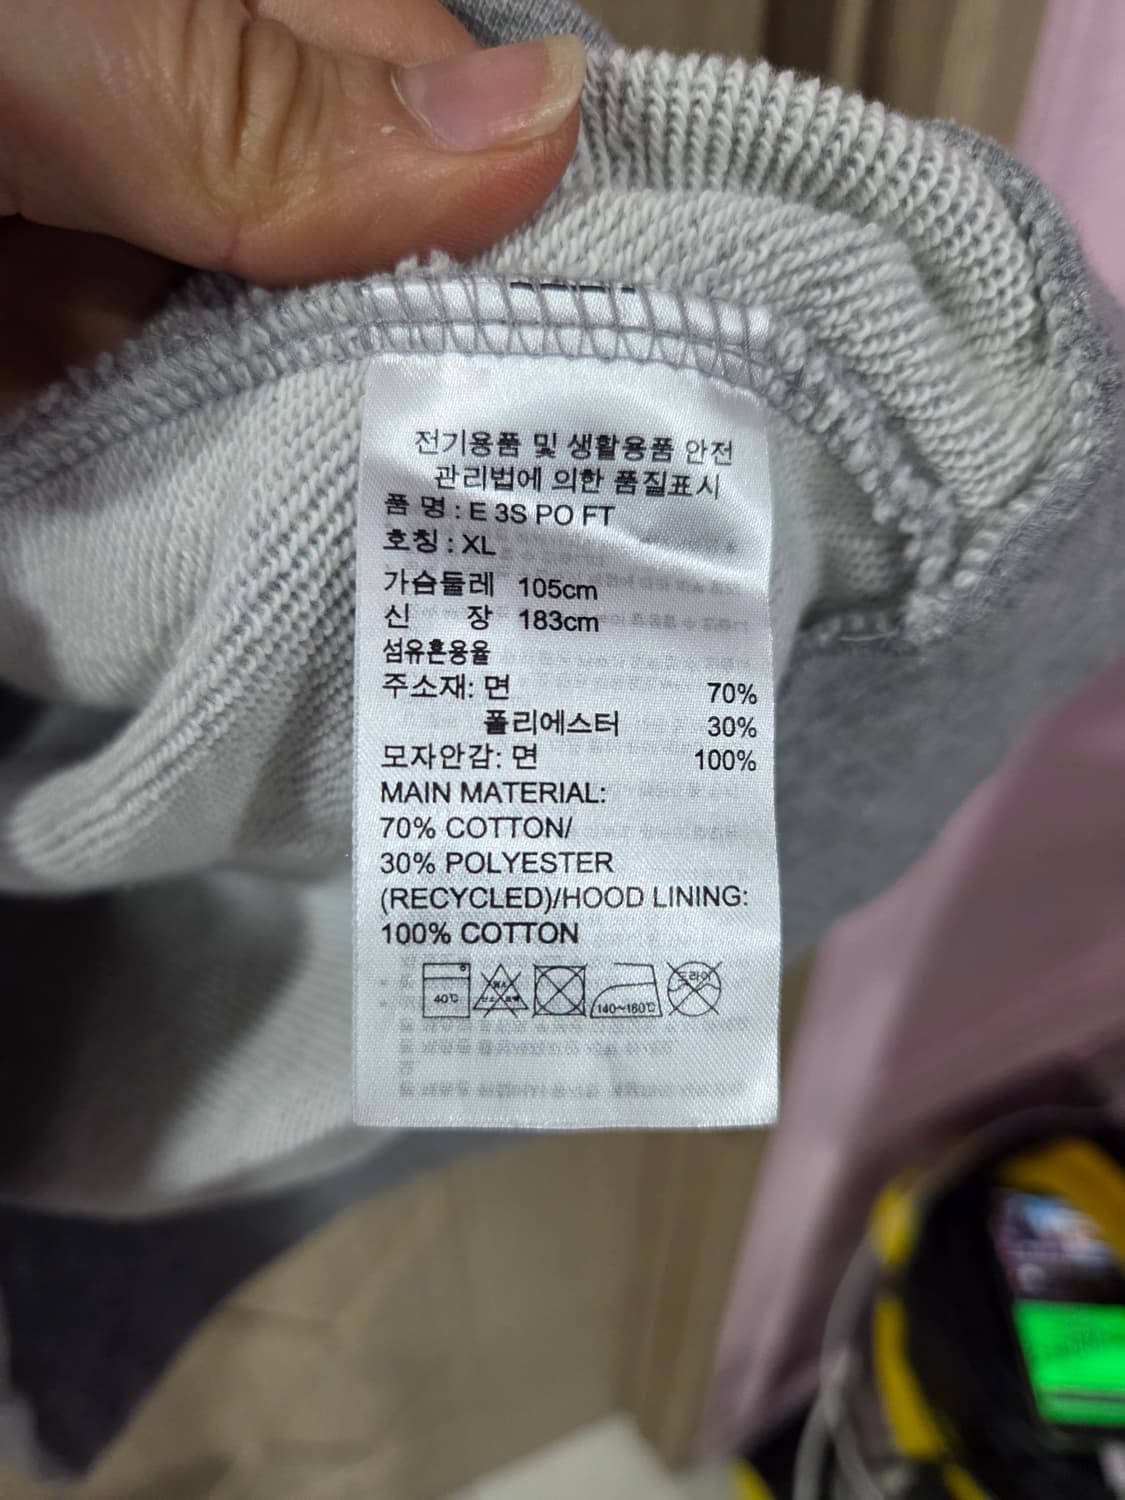 전기용품 및 생활용품 안전
관리법에 의한 품질표시
품 명 : E 3S PO FT
호칭 : XL
가슴둘레 105cm
신 장 183cm
섬유혼용율
주소재: 면 70%
폴리에스터 30%
모자안감: 면 100%
MAIN MATERIAL:
70% COTTON/
30% POLYESTER
(RECYCLED)/HOOD LINING:
100% COTTON
40℃
140~160℃
드라이